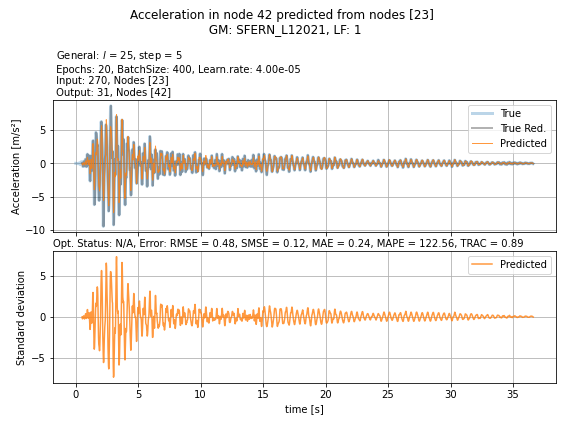 Acceleration in node 42 predicted from nodes [23]
GM: SFERN_L12021, LF: 1
General: l = 25, step = 5
Epochs: 20, BatchSize: 400, Learn.rate: 4.00e-05
Input: 270, Nodes [23]
Output: 31, Nodes [42]
True
True Red.
Predicted
Acceleration [m/s²]
5
0
−5
−10
Opt. Status: N/A, Error: RMSE = 0.48, SMSE = 0.12, MAE = 0.24, MAPE = 122.56, TRAC = 0.89
Predicted
Standard deviation
5
0
−5
0 5 10 15 20 25 30 35
time [s]